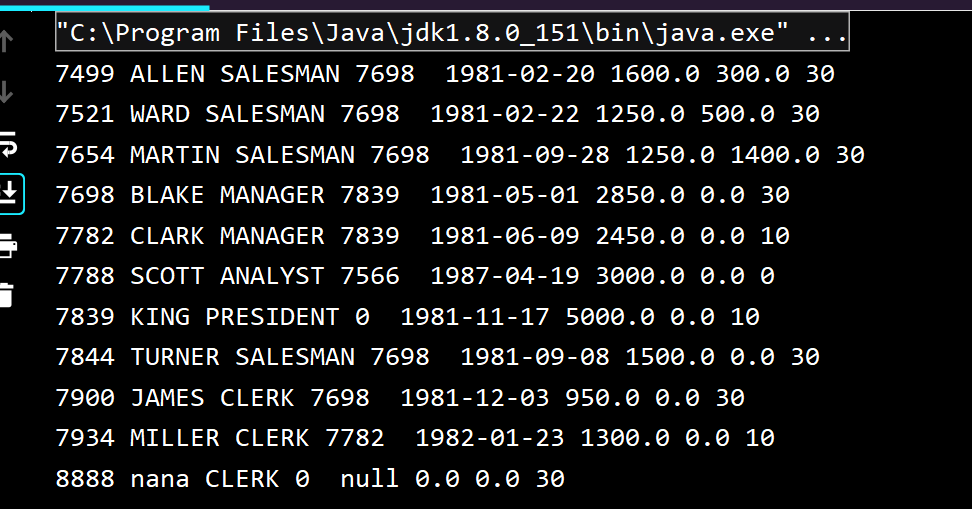 "C:\Program Files\Java\jdk1.8.0_151\bin\java.exe" ...
7499 ALLEN SALESMAN 7698  1981-02-20 1600.0 300.0 30
7521 WARD SALESMAN 7698  1981-02-22 1250.0 500.0 30
7654 MARTIN SALESMAN 7698  1981-09-28 1250.0 1400.0 30
7698 BLAKE MANAGER 7839  1981-05-01 2850.0 0.0 30
7782 CLARK MANAGER 7839  1981-06-09 2450.0 0.0 10
7788 SCOTT ANALYST 7566  1987-04-19 3000.0 0.0 0
7839 KING PRESIDENT 0  1981-11-17 5000.0 0.0 10
7844 TURNER SALESMAN 7698  1981-09-08 1500.0 0.0 30
7900 JAMES CLERK 7698  1981-12-03 950.0 0.0 30
7934 MILLER CLERK 7782  1982-01-23 1300.0 0.0 10
8888 nana CLERK 0  null 0.0 0.0 30